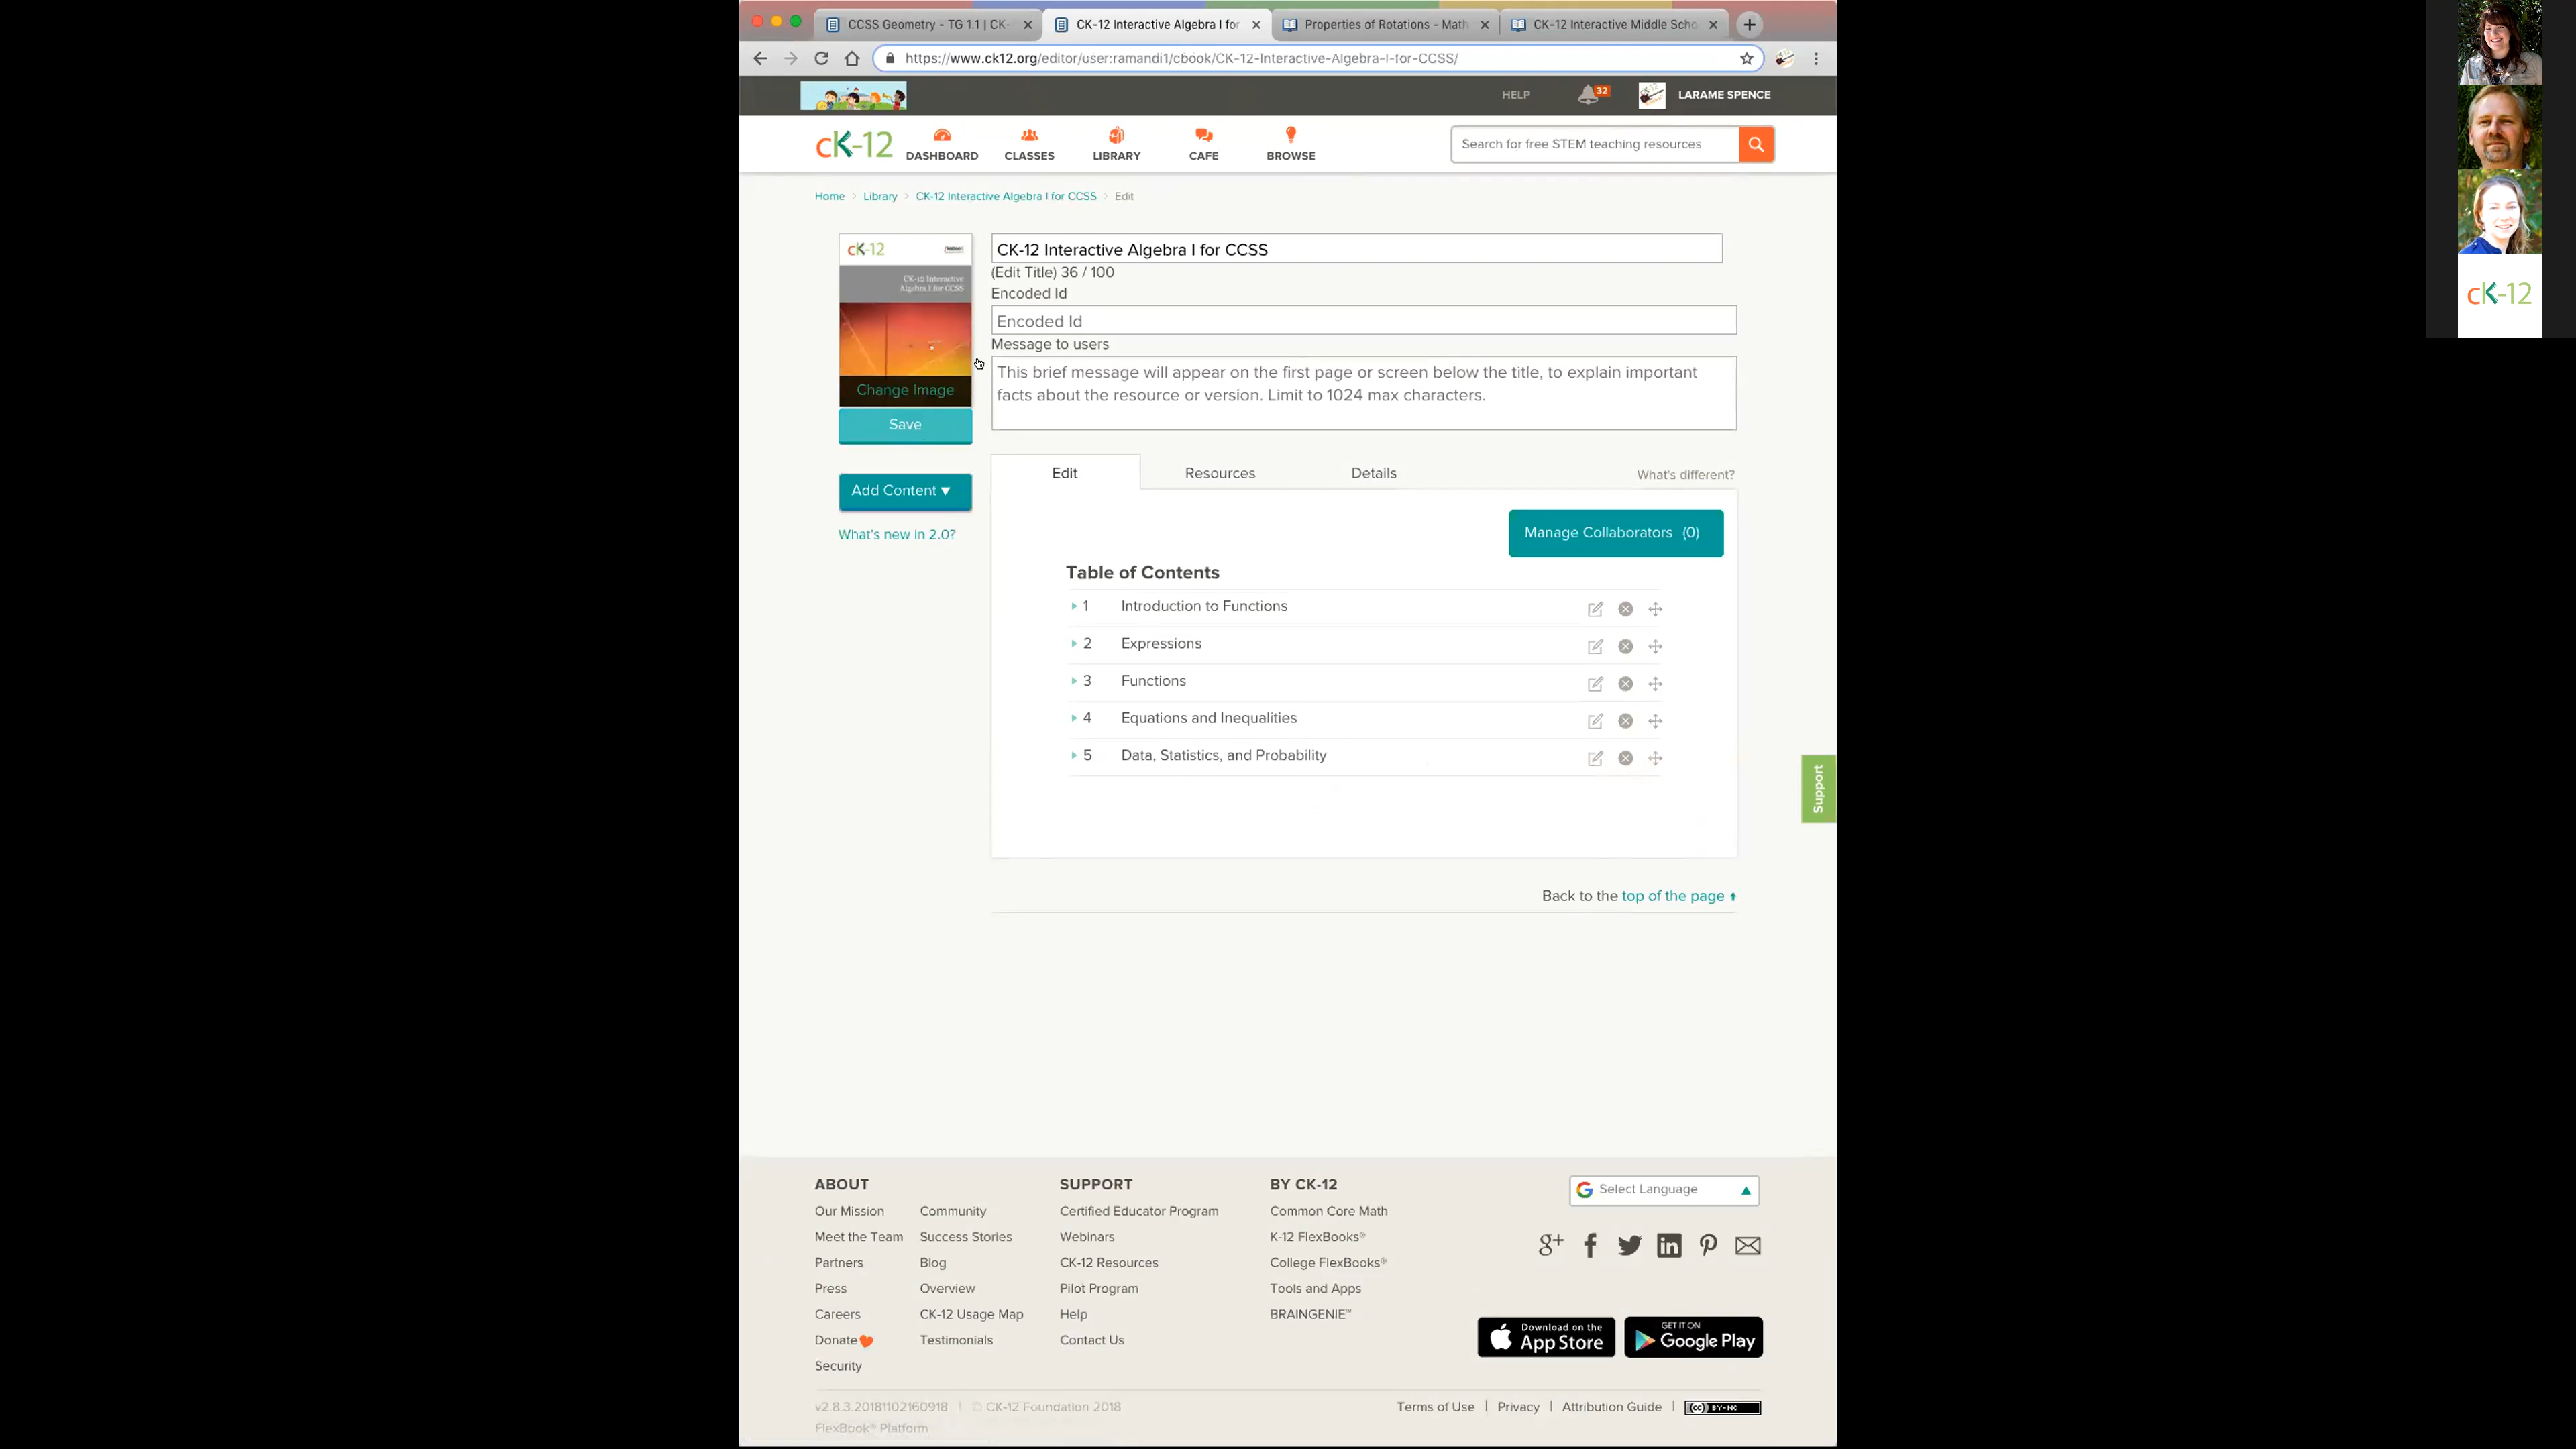 CCSS Geometry - TG 1.1 | CK-
CK-12 Interactive Algebra I for
Properties of Rotations - Math
CK-12 Interactive Middle Scho
https://www.ck12.org/editor/user:ramandi1/cbook/CK-12-Interactive-Algebra-I-for-CCSS/
HELP
32
LARAME SPENCE
cK-12
DASHBOARD
CLASSES
LIBRARY
CAFE
BROWSE
Search for free STEM teaching resources
Home > Library > CK-12 Interactive Algebra I for CCSS > Edit
cK-12
CK-12 Interactive
Algebra I for CCSS
Change Image
Save
Add Content ▼
What's new in 2.0?
CK-12 Interactive Algebra I for CCSS
(Edit Title) 36 / 100
Encoded Id
Encoded Id
Message to users
This brief message will appear on the first page or screen below the title, to explain important
facts about the resource or version. Limit to 1024 max characters.
Edit
Resources
Details
What's different?
Manage Collaborators (0)
Table of Contents
1 Introduction to Functions
2 Expressions
3 Functions
4 Equations and Inequalities
5 Data, Statistics, and Probability
Support
Back to the top of the page
ABOUT
Our Mission
Meet the Team
Partners
Press
Careers
Donate
Security
Community
Success Stories
Blog
Overview
CK-12 Usage Map
Testimonials
SUPPORT
Certified Educator Program
Webinars
CK-12 Resources
Pilot Program
Help
Contact Us
BY CK-12
Common Core Math
K-12 FlexBooks®
College FlexBooks®
Tools and Apps
BRAINGENIE™
Select Language
Download on the
App Store
GET IT ON
Google Play
v2.8.3.20181102160918 | © CK-12 Foundation 2018
FlexBook® Platform
Terms of Use | Privacy | Attribution Guide |
cc BY-NC
cK-12